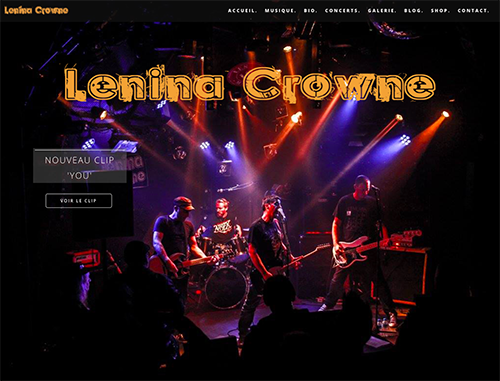 Lenina Crowne
ACCUEIL. MUSIQUE. BIO. CONCERTS. GALERIE. BLOG. SHOP. CONTACT.
Lenina Crowne
NOUVEAU CLIP
'YOU'
VOIR LE CLIP